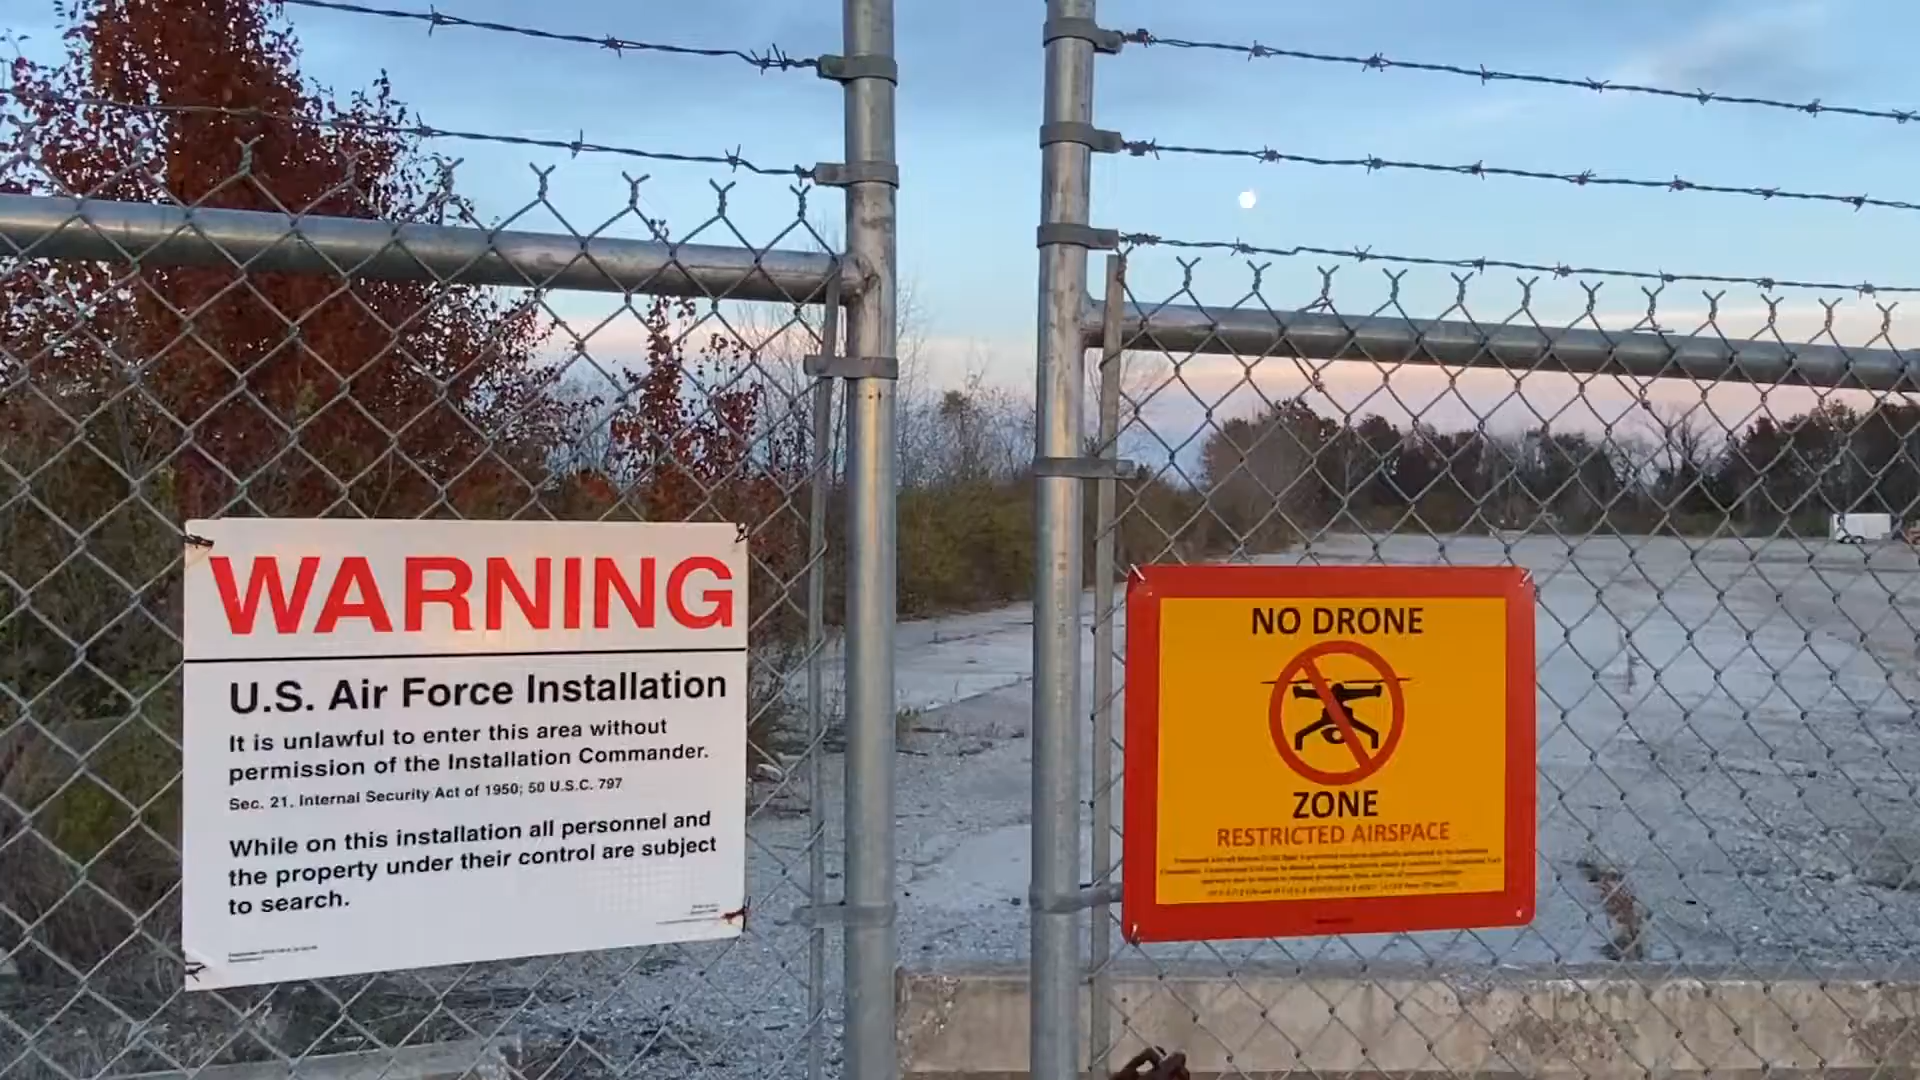 WARNING
U.S. Air Force Installation
It is unlawful to enter this area without
permission of the Installation Commander.
Sec. 21, Internal Security Act of 1950; 50 U.S.C. 797
While on this installation all personnel and
the property under their control are subject
to search.
NO DRONE
ZONE
RESTRICTED AIRSPACE